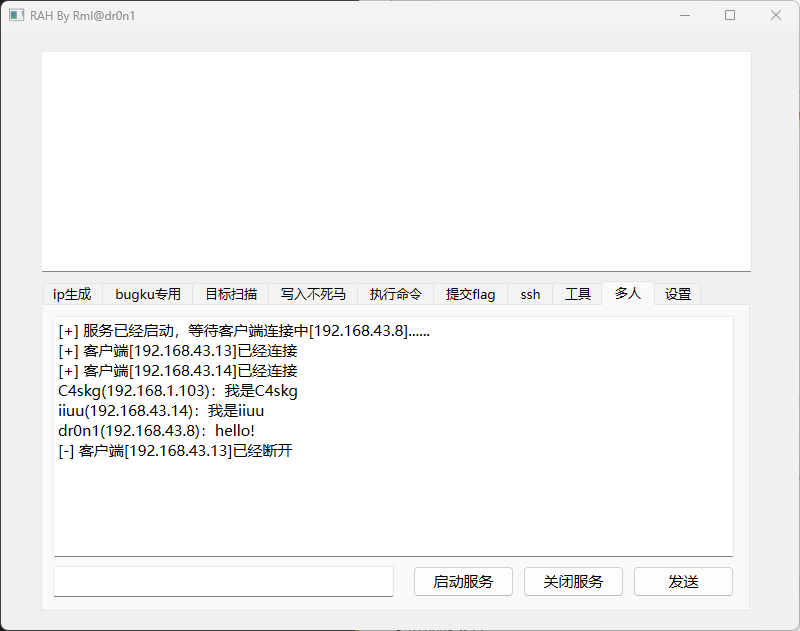 RAH By Rml@dr0n1
ip生成 bugku专用 目标扫描 写入不死马 执行命令 提交flag ssh 工具 多人 设置
[+] 服务已经启动，等待客户端连接中[192.168.43.8]......
[+] 客户端[192.168.43.13]已经连接
[+] 客户端[192.168.43.14]已经连接
C4skg(192.168.1.103)：我是C4skg
iiuu(192.168.43.14)：我是iiuu
dr0n1(192.168.43.8)：hello!
[-] 客户端[192.168.43.13]已经断开
启动服务 关闭服务 发送